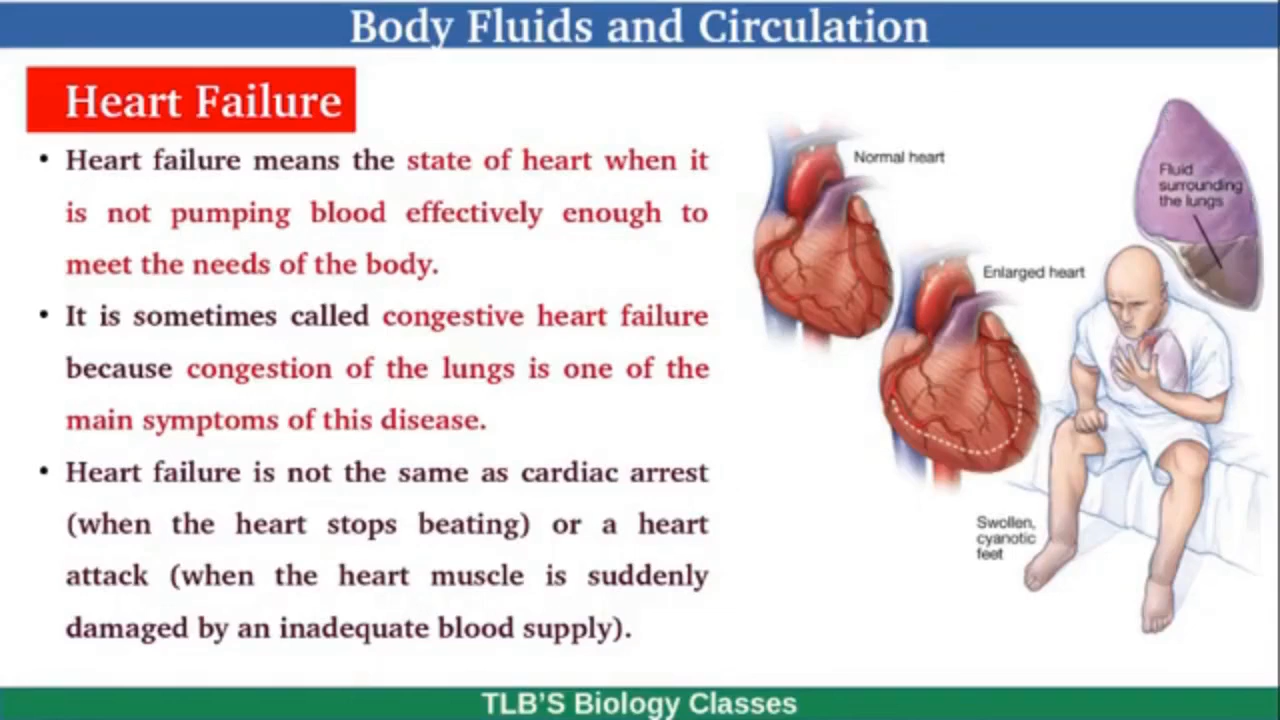 Body Fluids and Circulation
Heart Failure
• Heart failure means the state of heart when it
is not pumping blood effectively enough to
meet the needs of the body.
• It is sometimes called congestive heart failure
because congestion of the lungs is one of the
main symptoms of this disease.
• Heart failure is not the same as cardiac arrest
(when the heart stops beating) or a heart
attack (when the heart muscle is suddenly
damaged by an inadequate blood supply).
Normal heart
Fluid
surrounding
the lungs
Enlarged heart
Swollen,
cyanotic
feet
TLB'S Biology Classes